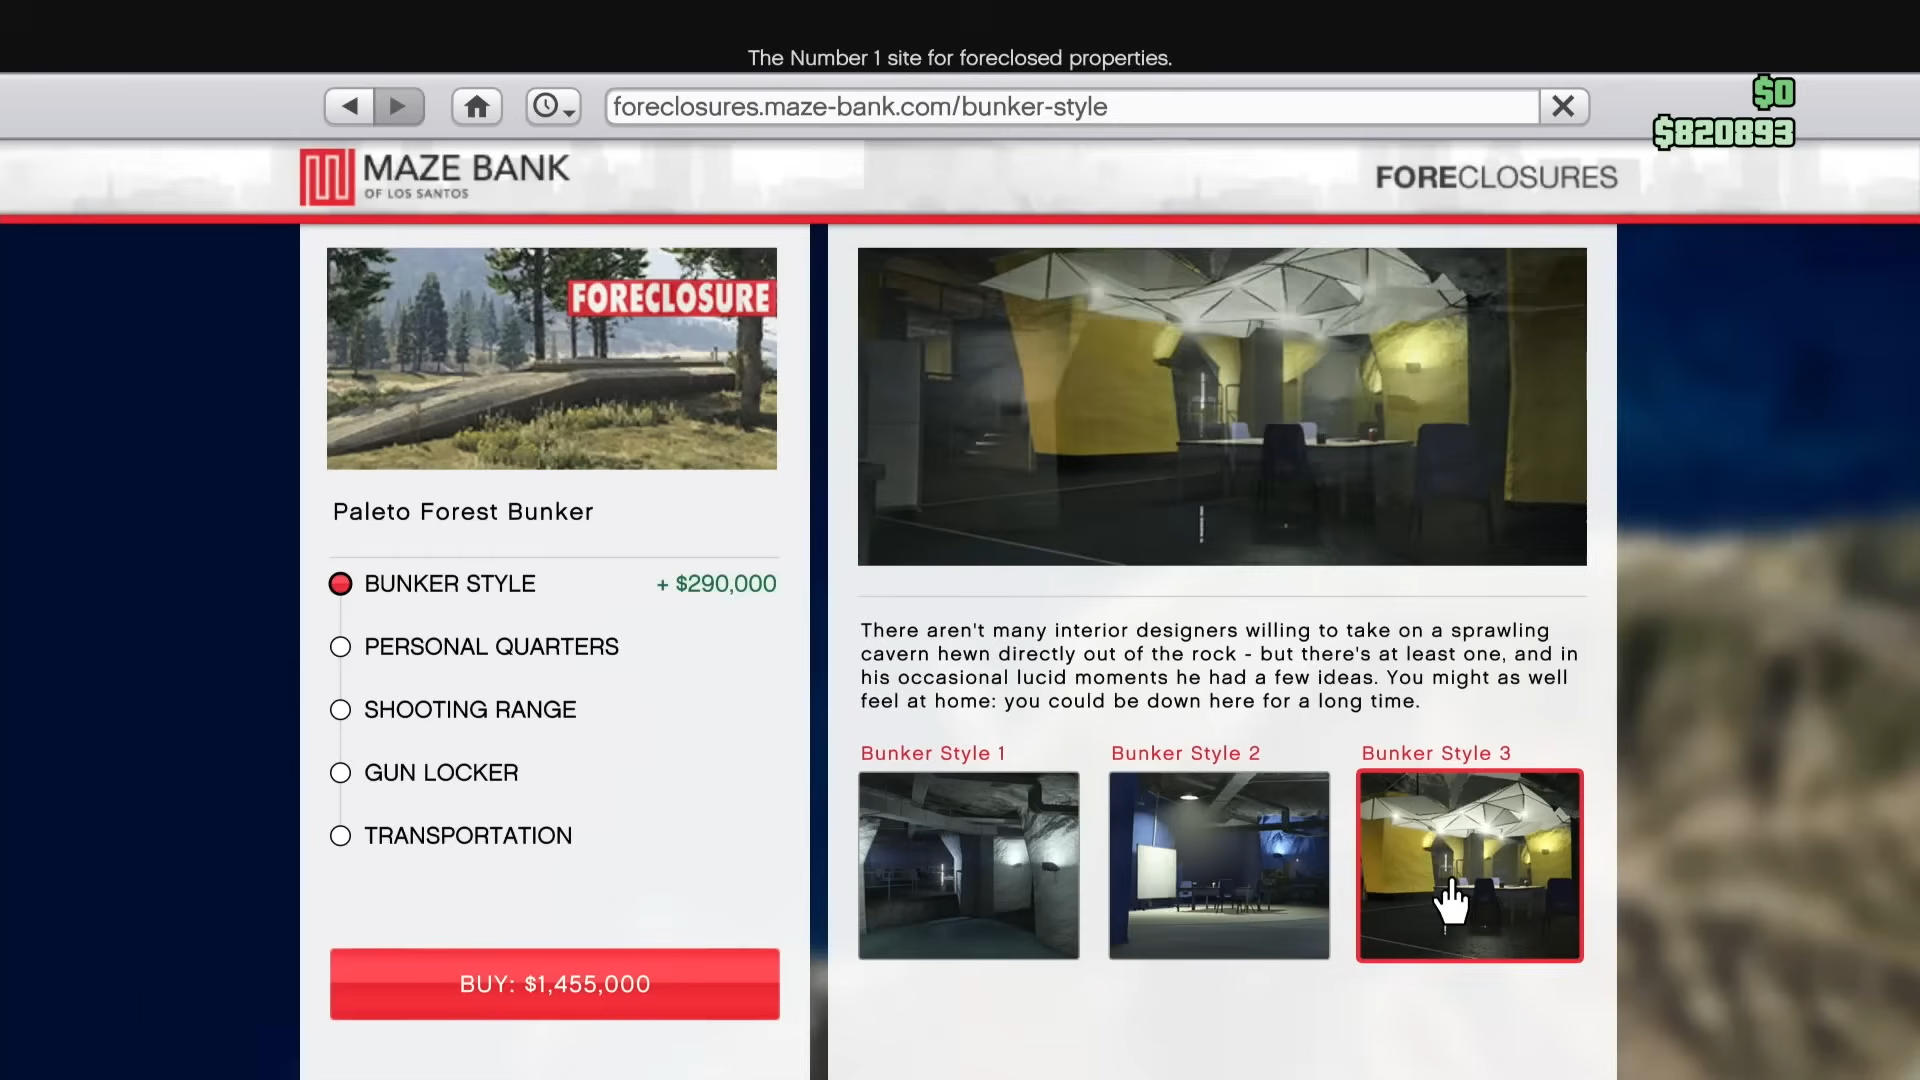 The Number 1 site for foreclosed properties.
foreclosures.maze-bank.com/bunker-style
$0
$820893
MAZE BANK
OF LOS SANTOS
FORECLOSURES
FORECLOSURE
Paleto Forest Bunker
BUNKER STYLE + $290,000
PERSONAL QUARTERS
SHOOTING RANGE
GUN LOCKER
TRANSPORTATION
BUY: $1,455,000
There aren't many interior designers willing to take on a sprawling
cavern hewn directly out of the rock - but there's at least one, and in
his occasional lucid moments he had a few ideas. You might as well
feel at home: you could be down here for a long time.
Bunker Style 1
Bunker Style 2
Bunker Style 3